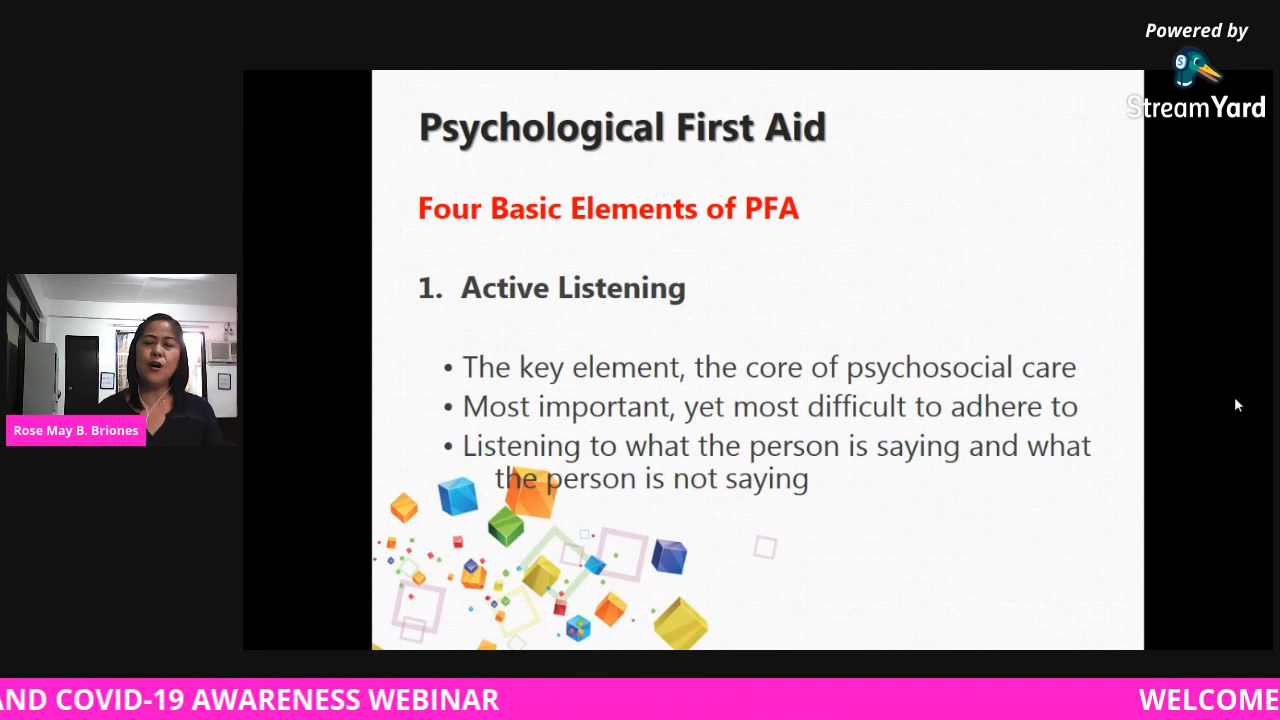 Powered by
StreamYard
Psychological First Aid
Four Basic Elements of PFA
1. Active Listening
• The key element, the core of psychosocial care
• Most important, yet most difficult to adhere to
• Listening to what the person is saying and what
the person is not saying
Rose May B. Briones
AND COVID-19 AWARENESS WEBINAR
WELCOME